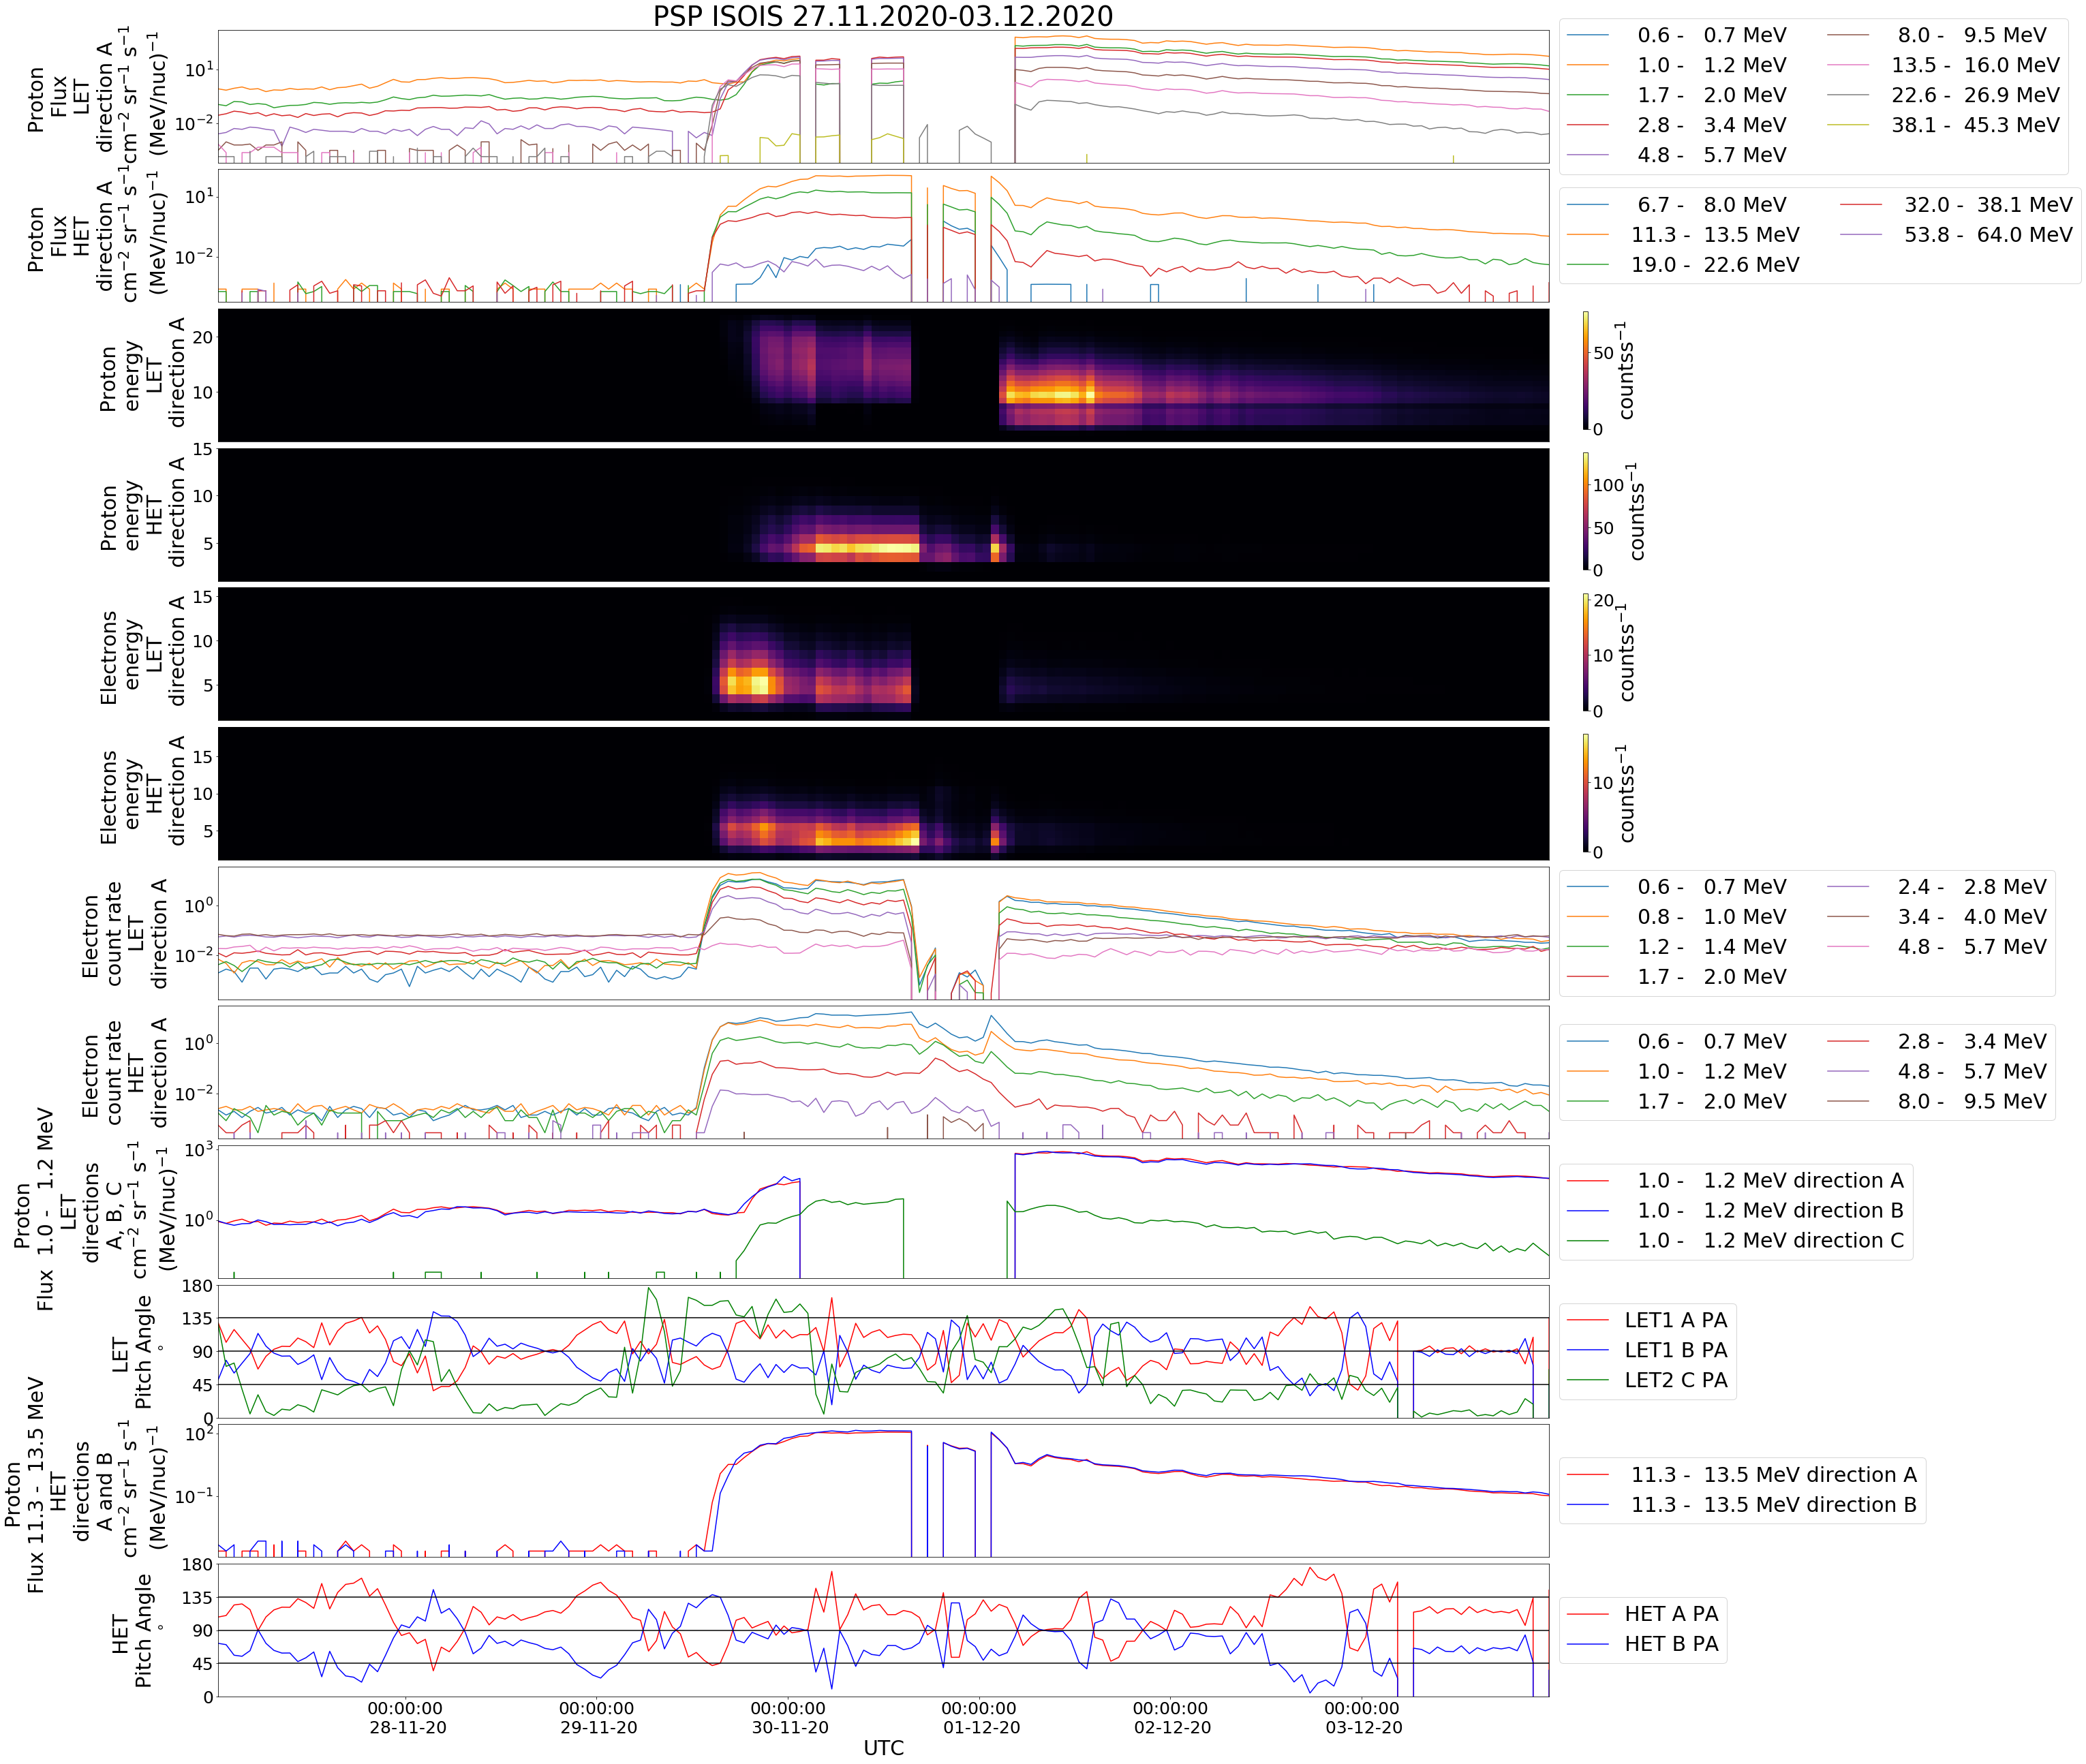 PSP ISOIS 27.11.2020-03.12.2020
Proton
Flux
LET
direction A
cm−2 sr−1 s−1
(MeV/nuc)−1
10^1
10^−2
0.6 - 0.7 MeV
1.0 - 1.2 MeV
1.7 - 2.0 MeV
2.8 - 3.4 MeV
4.8 - 5.7 MeV
8.0 - 9.5 MeV
13.5 - 16.0 MeV
22.6 - 26.9 MeV
38.1 - 45.3 MeV
Proton
Flux
HET
direction A
cm−2 sr−1 s−1
(MeV/nuc)−1
10^1
10^−2
6.7 - 8.0 MeV
11.3 - 13.5 MeV
19.0 - 22.6 MeV
32.0 - 38.1 MeV
53.8 - 64.0 MeV
Proton
energy
LET
direction A
20
10
50
0
countss−1
Proton
energy
HET
direction A
15
10
5
100
50
0
countss−1
Electrons
energy
LET
direction A
15
10
5
20
10
0
countss−1
Electrons
energy
HET
direction A
15
10
5
10
0
countss−1
Electron
count rate
LET
direction A
10^0
10^−2
0.6 - 0.7 MeV
0.8 - 1.0 MeV
1.2 - 1.4 MeV
1.7 - 2.0 MeV
2.4 - 2.8 MeV
3.4 - 4.0 MeV
4.8 - 5.7 MeV
Electron
count rate
HET
direction A
10^0
10^−2
0.6 - 0.7 MeV
1.0 - 1.2 MeV
1.7 - 2.0 MeV
2.8 - 3.4 MeV
4.8 - 5.7 MeV
8.0 - 9.5 MeV
Proton
Flux 1.0 - 1.2 MeV
LET
directions
A, B, C
cm−2 sr−1 s−1
(MeV/nuc)−1
10^3
10^0
1.0 - 1.2 MeV direction A
1.0 - 1.2 MeV direction B
1.0 - 1.2 MeV direction C
LET
Pitch Angle
°
180
135
90
45
0
LET1 A PA
LET1 B PA
LET2 C PA
Proton
Flux 11.3 - 13.5 MeV
HET
directions
A and B
cm−2 sr−1 s−1
(MeV/nuc)−1
10^2
10^−1
11.3 - 13.5 MeV direction A
11.3 - 13.5 MeV direction B
HET
Pitch Angle
°
180
135
90
45
0
HET A PA
HET B PA
00:00:00 00:00:00 00:00:00 00:00:00 00:00:00 00:00:00
28-11-20 29-11-20 30-11-20 01-12-20 02-12-20 03-12-20
UTC